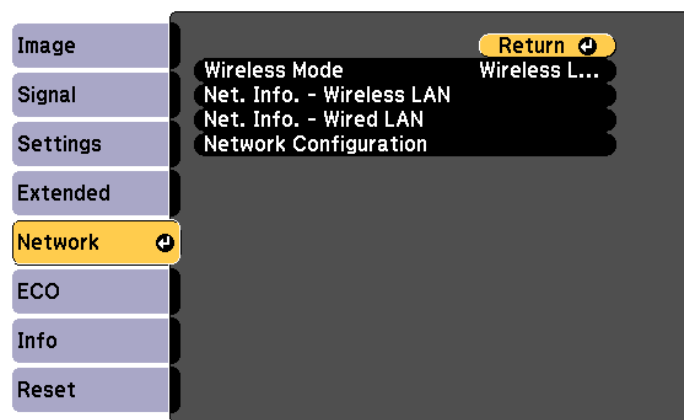 Image
Signal
Settings
Extended
Network
ECO
Info
Reset
Return
Wireless Mode Wireless L...
Net. Info. - Wireless LAN
Net. Info. - Wired LAN
Network Configuration